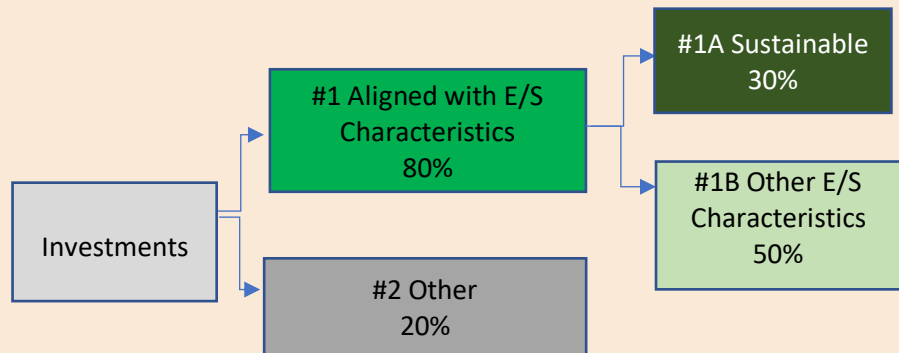 #1A Sustainable
30%
#1 Aligned with E/S
Characteristics
80%
#1B Other E/S
Characteristics
50%
Investments
#2 Other
20%